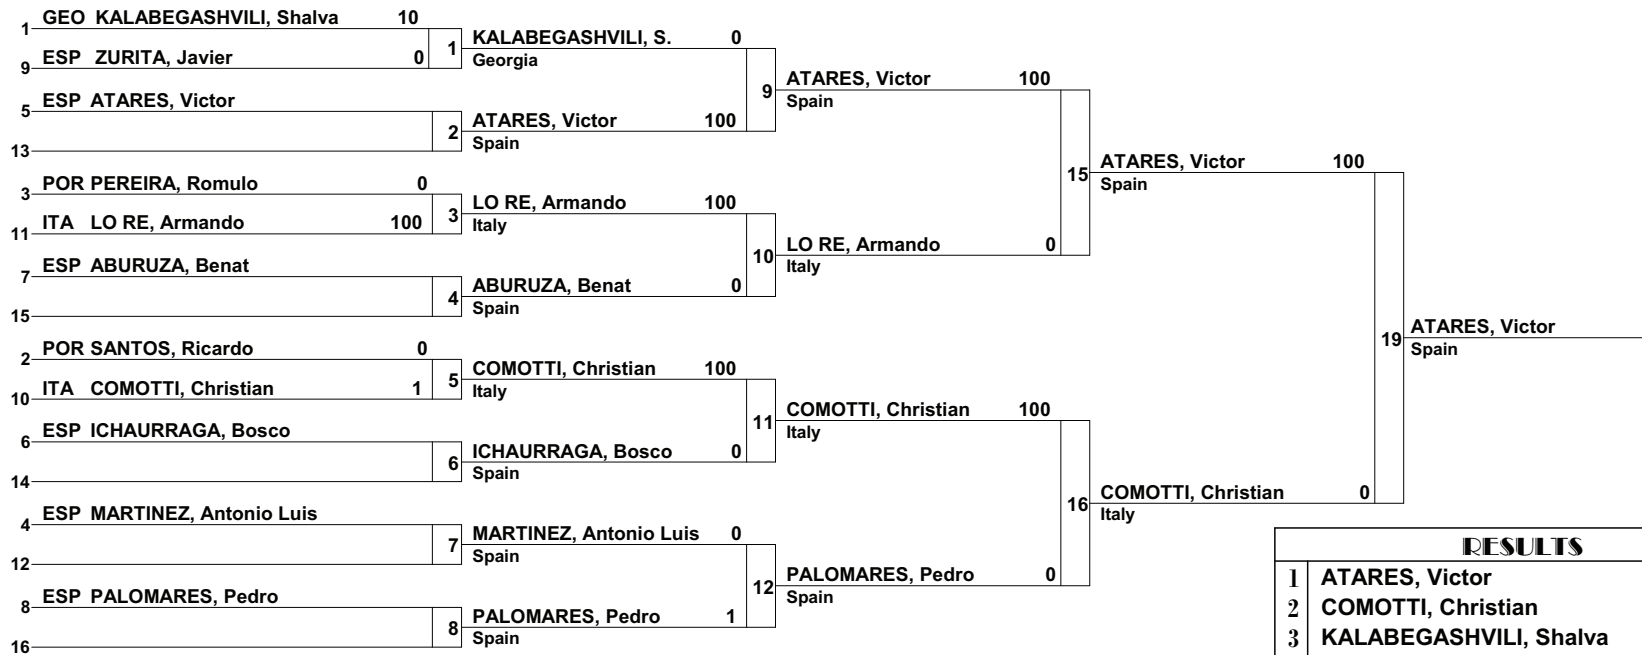 1 GEO KALABEGASHVILI, Shalva 10
9 ESP ZURITA, Javier 0
1
5 ESP ATARES, Victor
13
2
3 POR PEREIRA, Romulo 0
11 ITA LO RE, Armando 100
3
7 ESP ABURUZA, Benat
15
4
2 POR SANTOS, Ricardo 0
10 ITA COMOTTI, Christian 1
5
6 ESP ICHAURRAGA, Bosco
14
6
4 ESP MARTINEZ, Antonio Luis
12
7
8 ESP PALOMARES, Pedro
16
8
KALABEGASHVILI, S. 0
Georgia
ATARES, Victor 100
Spain
9
LO RE, Armando 100
Italy
ABURUZA, Benat 0
Spain
10
COMOTTI, Christian 100
Italy
ICHAURRAGA, Bosco 0
Spain
11
MARTINEZ, Antonio Luis 0
Spain
PALOMARES, Pedro 1
Spain
12
ATARES, Victor 100
Spain
LO RE, Armando 0
Italy
15
COMOTTI, Christian 100
Italy
PALOMARES, Pedro 0
Spain
16
ATARES, Victor 100
Spain
COMOTTI, Christian 0
Italy
19
ATARES, Victor
Spain
RESULTS
1 ATARES, Victor
2 COMOTTI, Christian
3 KALABEGASHVILI, Shalva